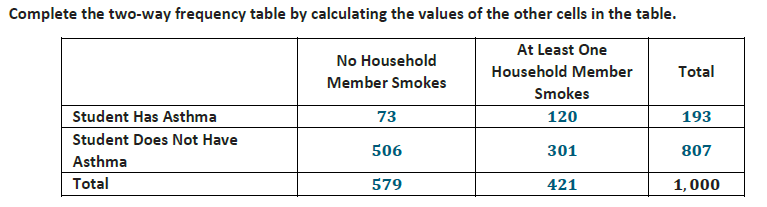 Complete the two-way frequency table by calculating the values of the other cells in the table.
No Household
Member Smokes
At Least One
Household Member
Smokes
Total
Student Has Asthma 73 120 193
Student Does Not Have
Asthma
506 301 807
Total 579 421 1,000